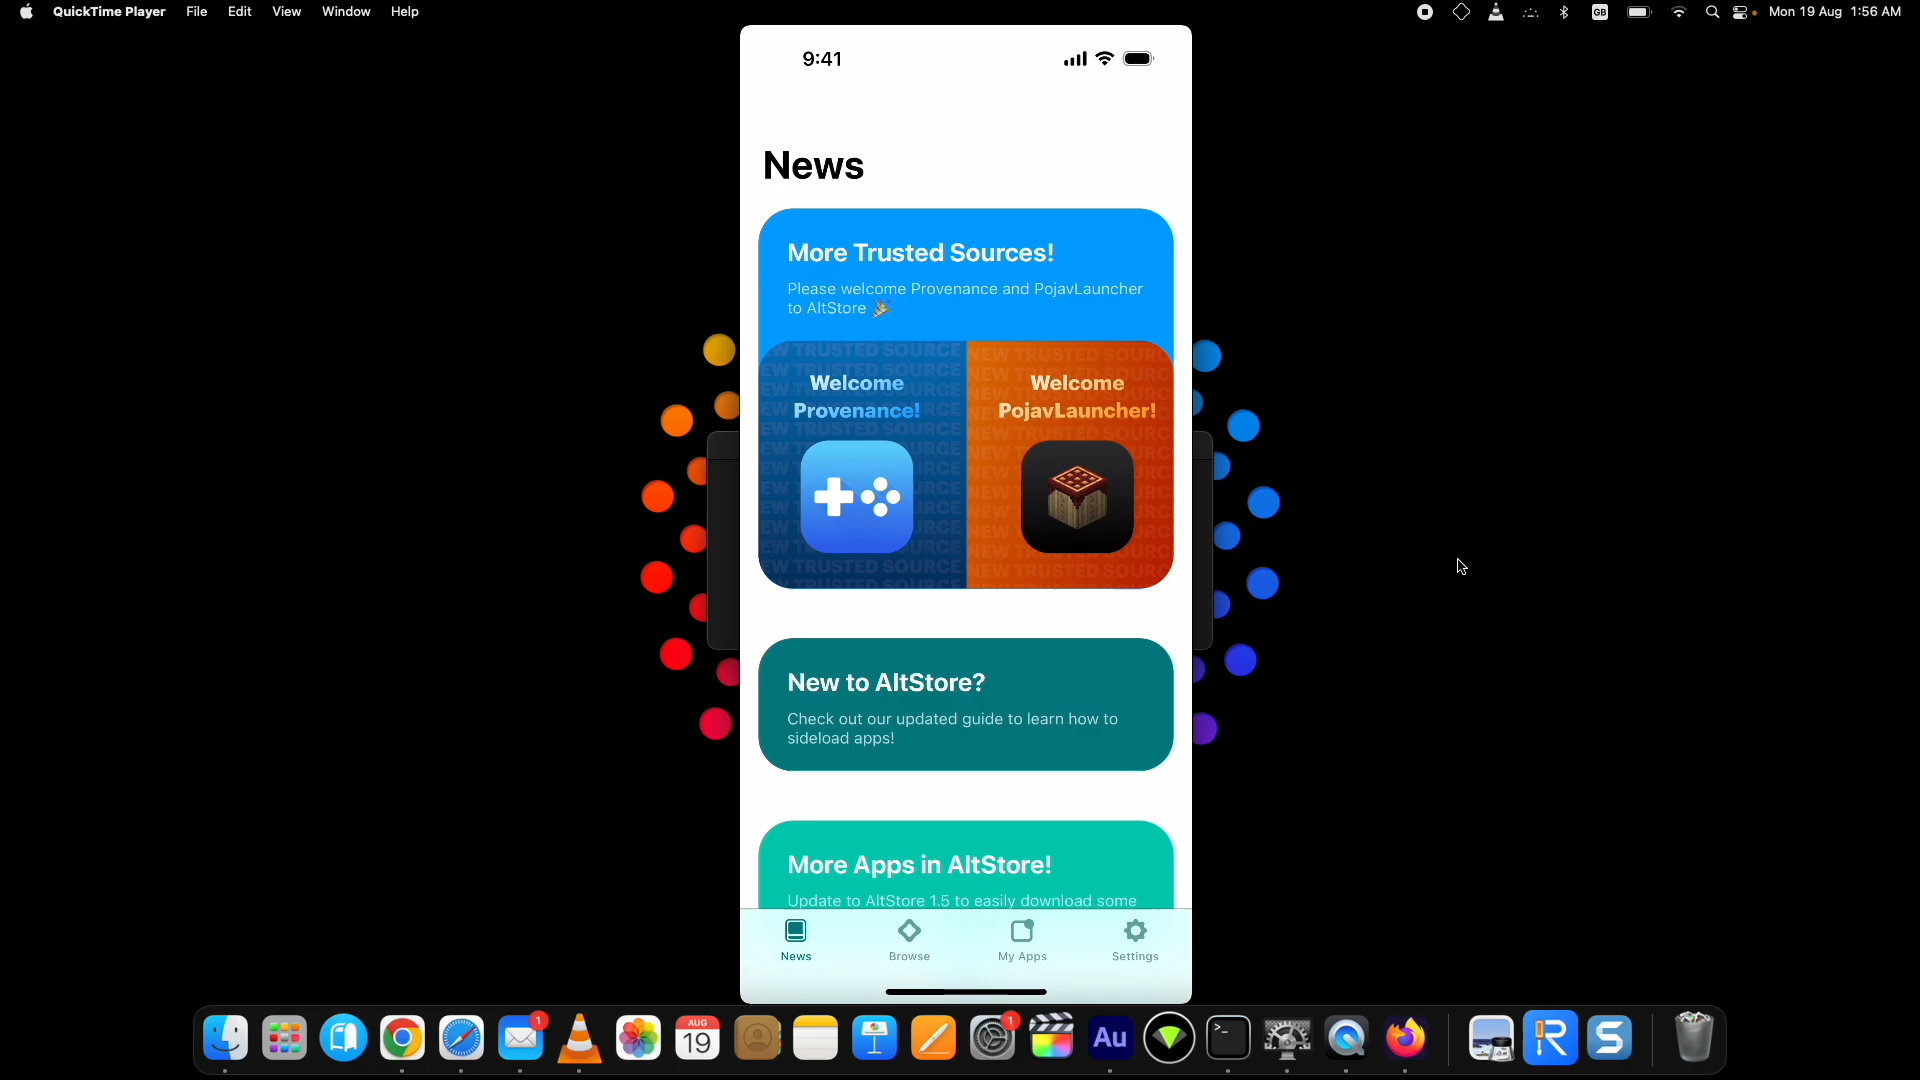 QuickTime Player File Edit View Window Help
GB Mon 19 Aug 1:56 AM
9:41
News
More Trusted Sources!
Please welcome Provenance and PojavLauncher
to AltStore 🎉
Welcome
Provenance!
Welcome
PojavLauncher!
New to AltStore?
Check out our updated guide to learn how to
sideload apps!
More Apps in AltStore!
Update to AltStore 1.5 to easily download some
News Browse My Apps Settings
1
AUG
19
1
Au
>_
R
S